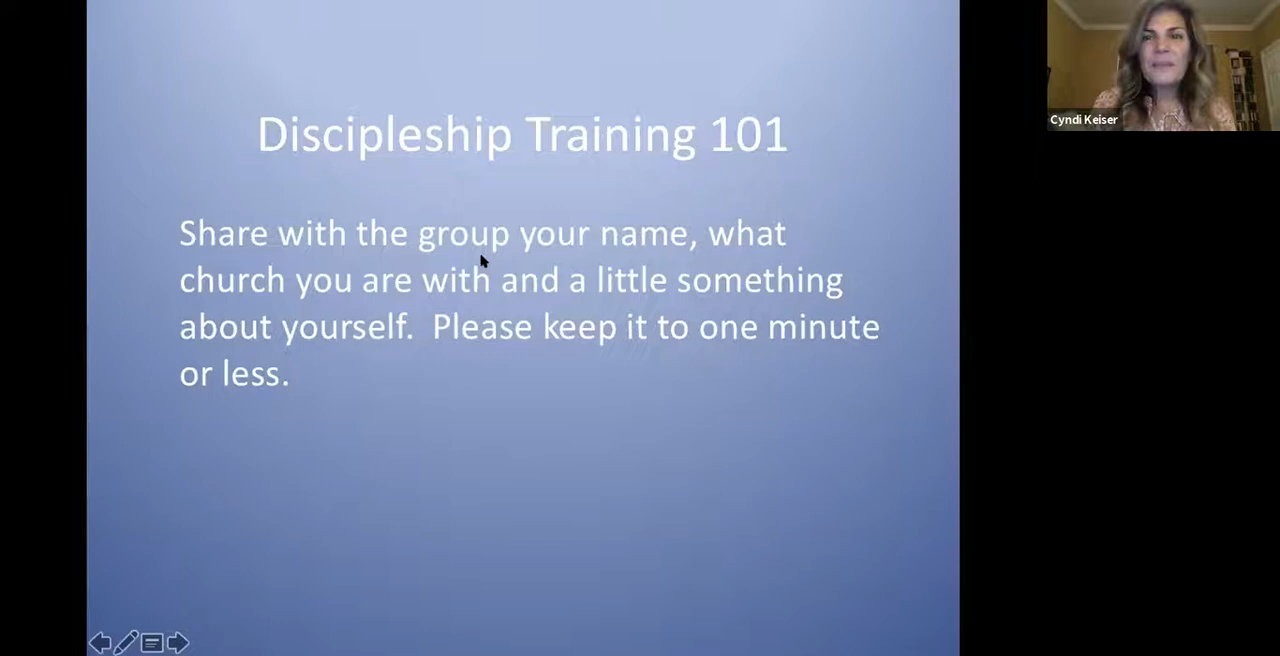 Discipleship Training 101
Share with the group your name, what
church you are with and a little something
about yourself.  Please keep it to one minute
or less.
Cyndi Keiser